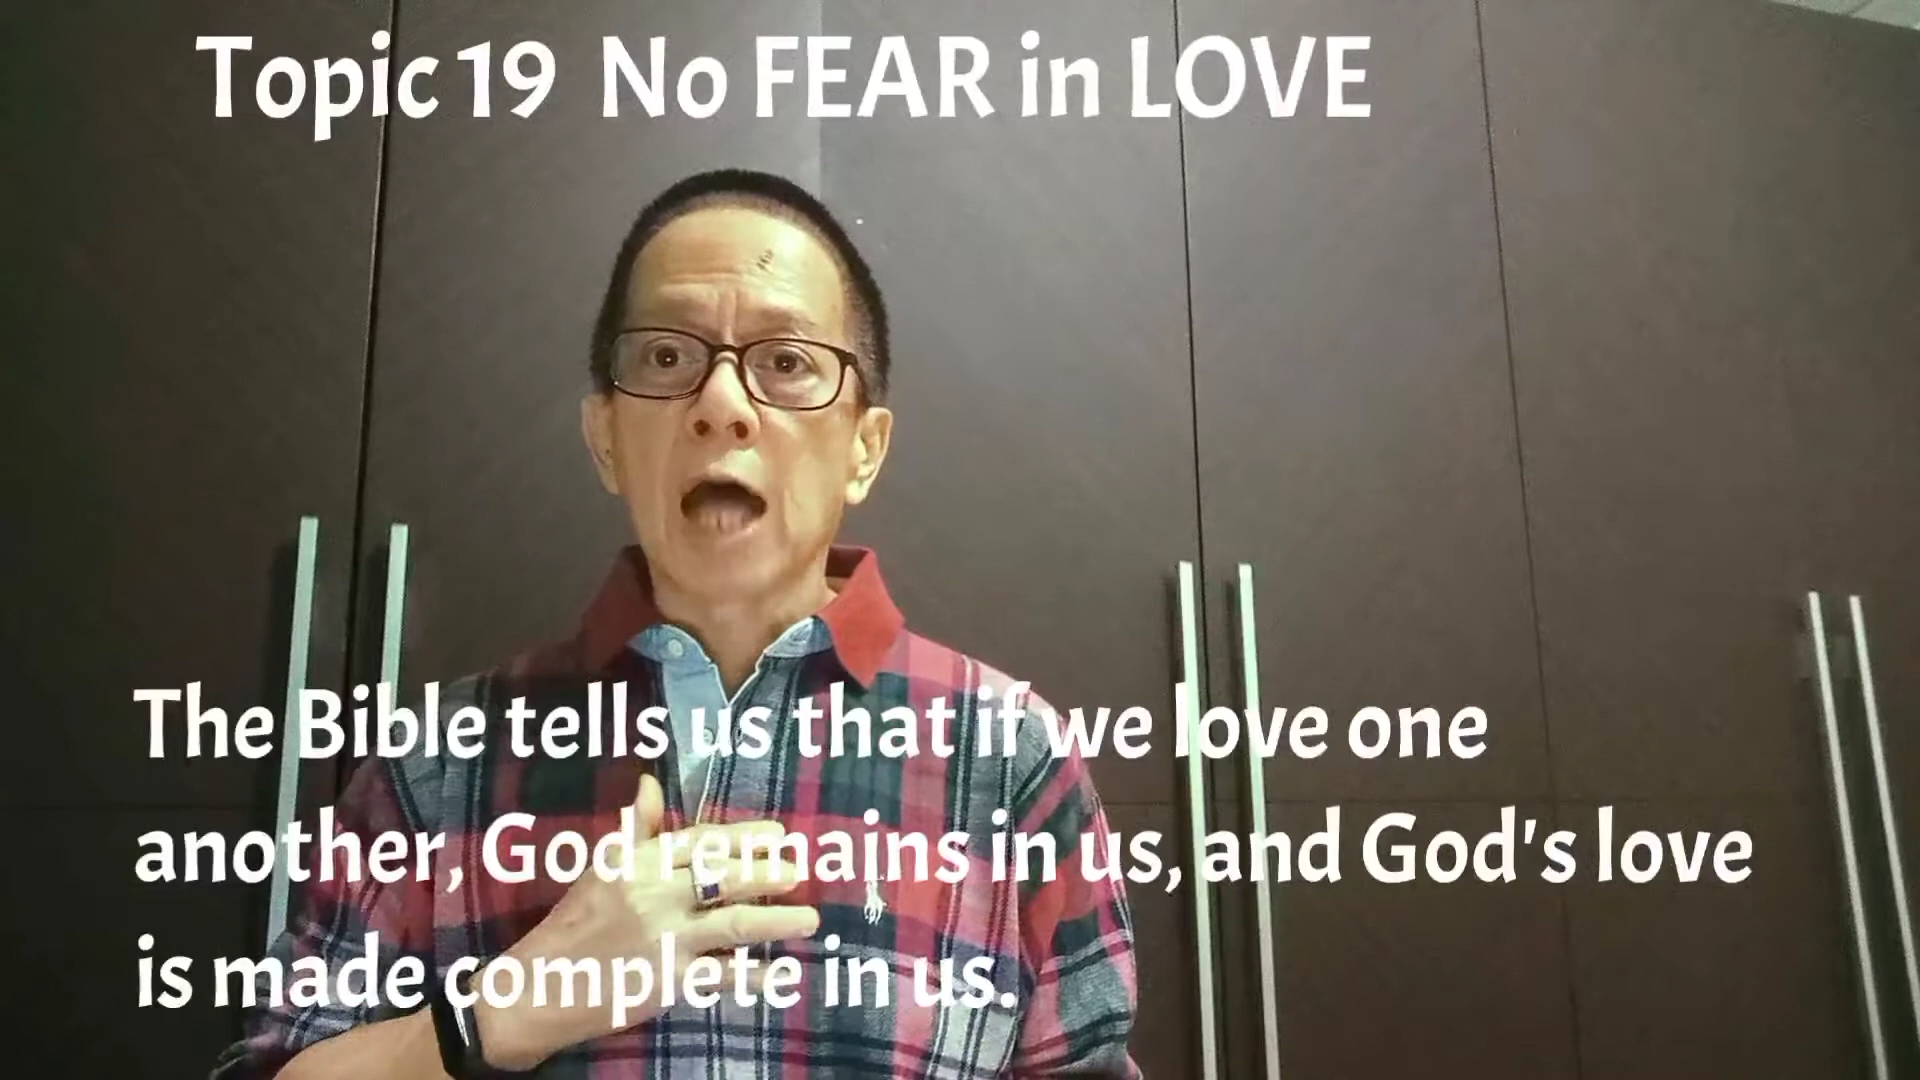 Topic 19 No FEAR in LOVE
The Bible tells us that if we love one
another, God remains in us, and God's love
is made complete in us.